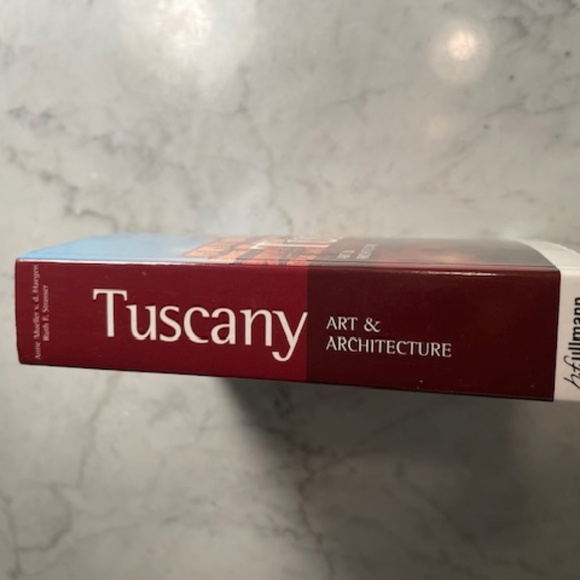 Anne Mueller v. d. Haegen
Ruth F. Strasser
Tuscany
ART &
ARCHITECTURE
h.f.ullmann